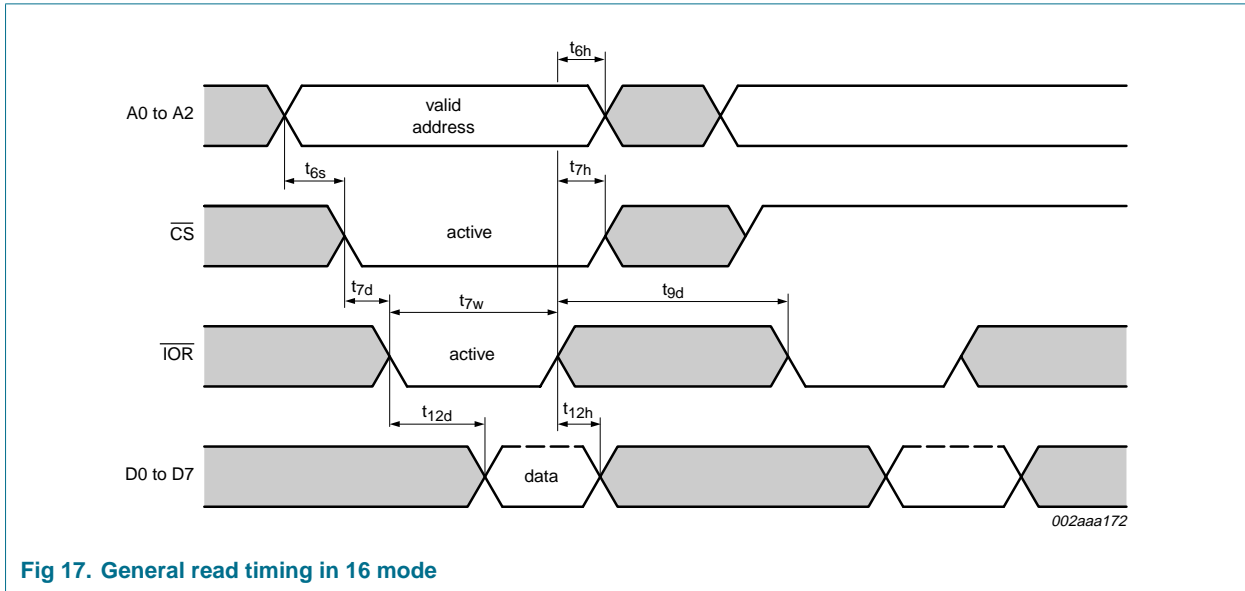 t6h
A0 to A2
valid
address
t6s
t7h
CS
active
t7d
t7w
t9d
IOR
active
t12d
t12h
D0 to D7
data
002aaa172
Fig 17. General read timing in 16 mode